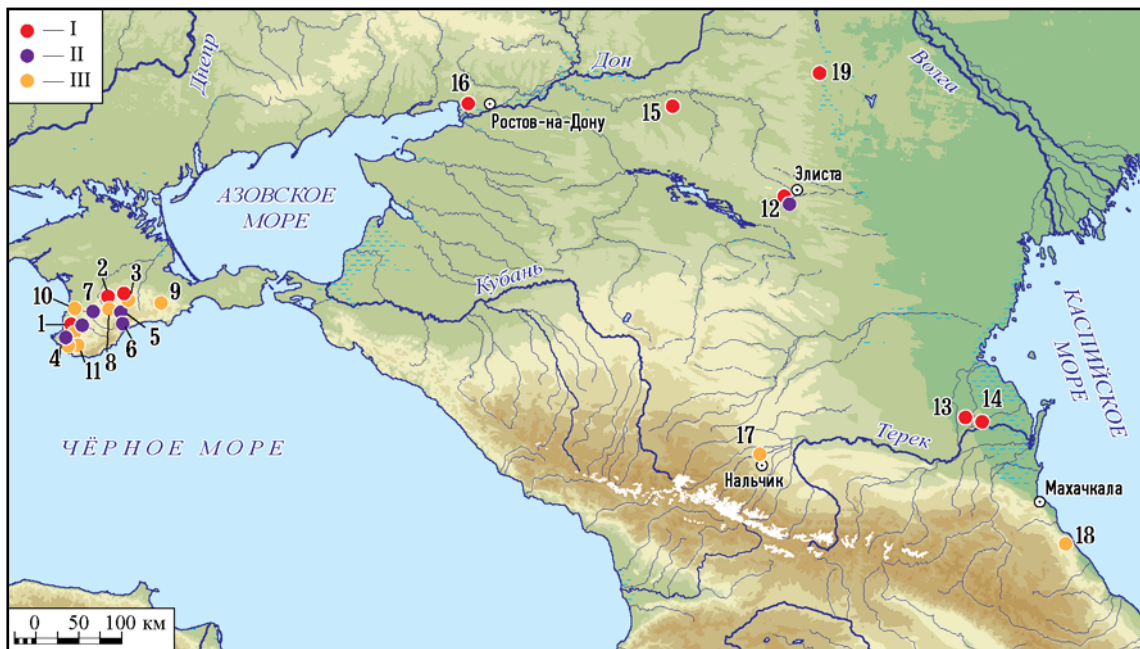 — I
— II
— III
Днепр
Дон
Волга
19
16
15
Ростов-на-Дону
Элиста
12
АЗОВСКОЕ
МОРЕ
Кубань
2
3
10
7
9
1
5
4
11
8
6
КАСПИЙСКОЕ
МОРЕ
13
14
ЧЁРНОЕ МОРЕ
17
Терек
Нальчик
Махачкала
18
0 50 100 км